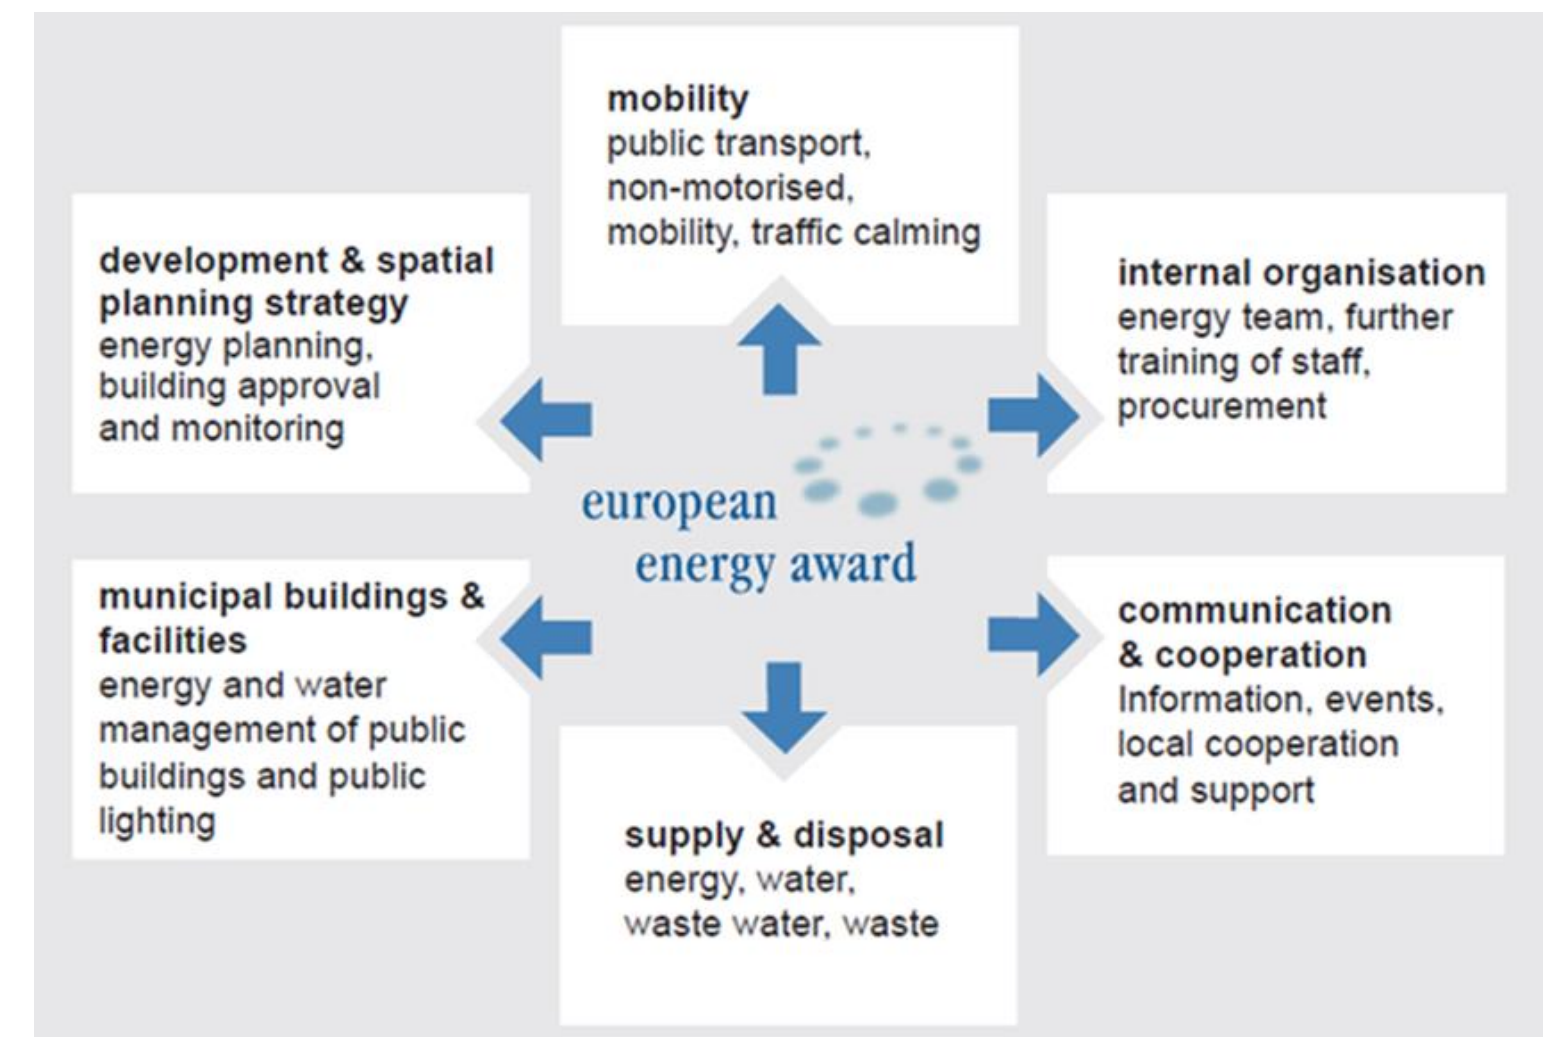 mobility
public transport,
non-motorised,
mobility, traffic calming
development & spatial
planning strategy
energy planning,
building approval
and monitoring
internal organisation
energy team, further
training of staff,
procurement
european
energy award
municipal buildings &
facilities
energy and water
management of public
buildings and public
lighting
communication
& cooperation
Information, events,
local cooperation
and support
supply & disposal
energy, water,
waste water, waste